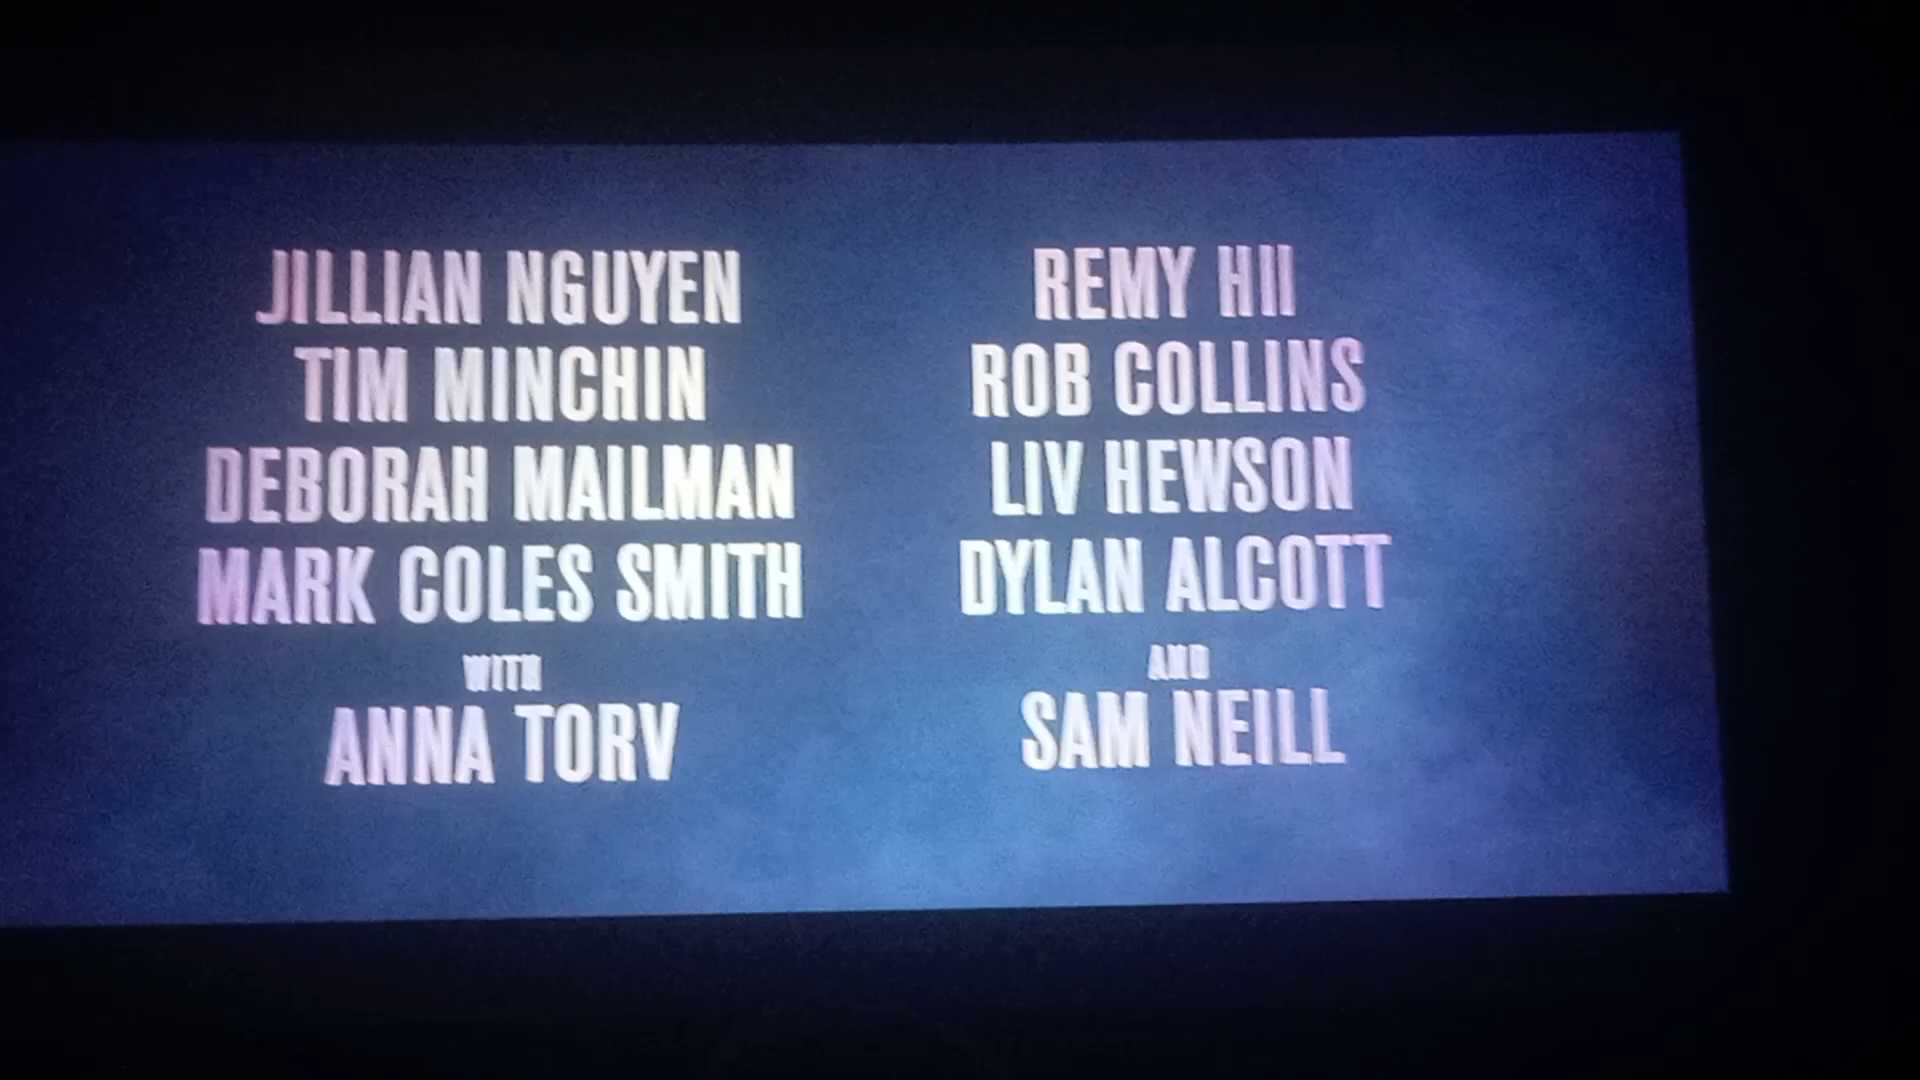 JILLIAN NGUYEN
REMY HII
TIM MINCHIN
ROB COLLINS
DEBORAH MAILMAN
LIV HEWSON
MARK COLES SMITH
DYLAN ALCOTT
WITH
ANNA TORV
AND
SAM NEILL